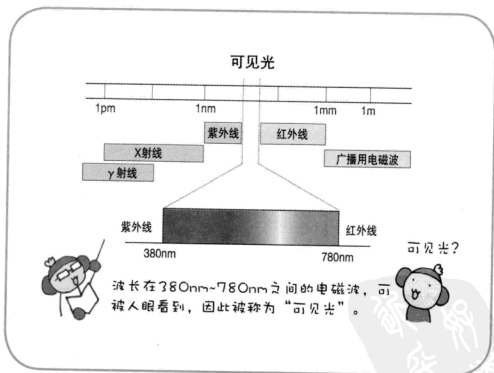 可见光
1pm 1nm 1mm 1m
紫外线 红外线
X射线 广播用电磁波
γ射线
紫外线 红外线
380nm 780nm
可见光?
波长在380nm~780nm之间的电磁波，可
被人眼看到，因此被称为“可见光”。